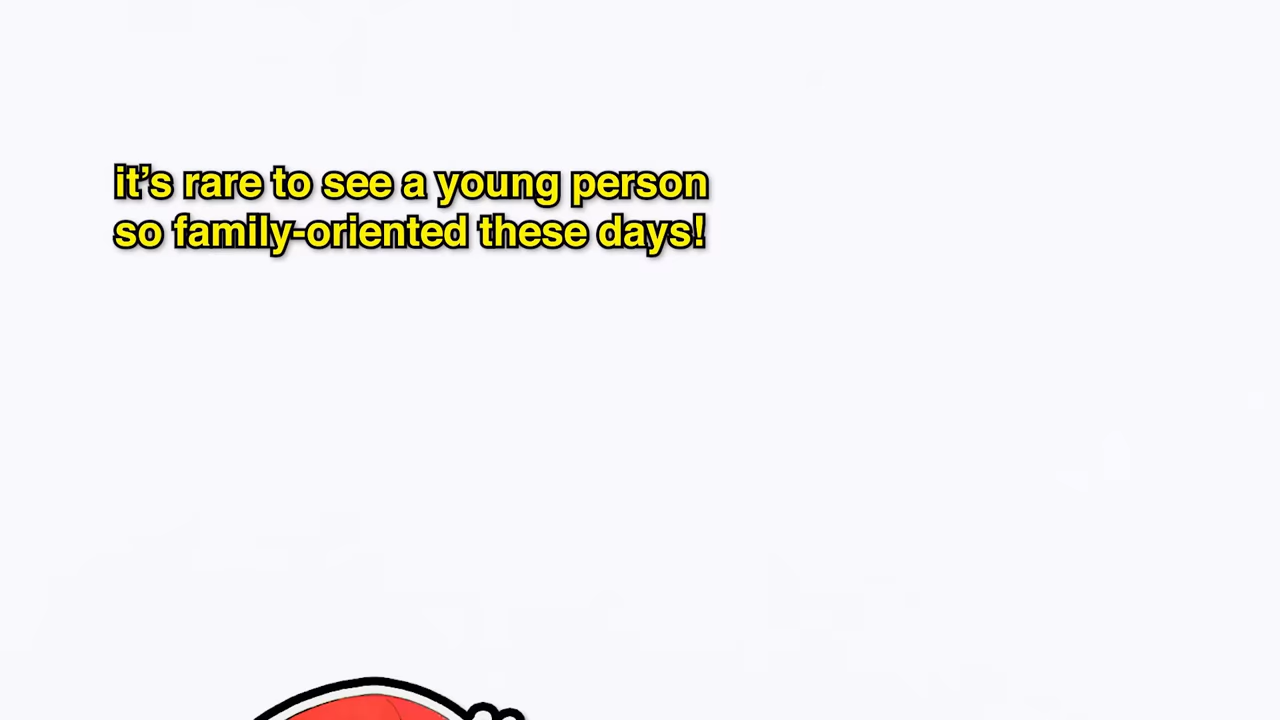 it’s rare to see a young person
so family-oriented these days!